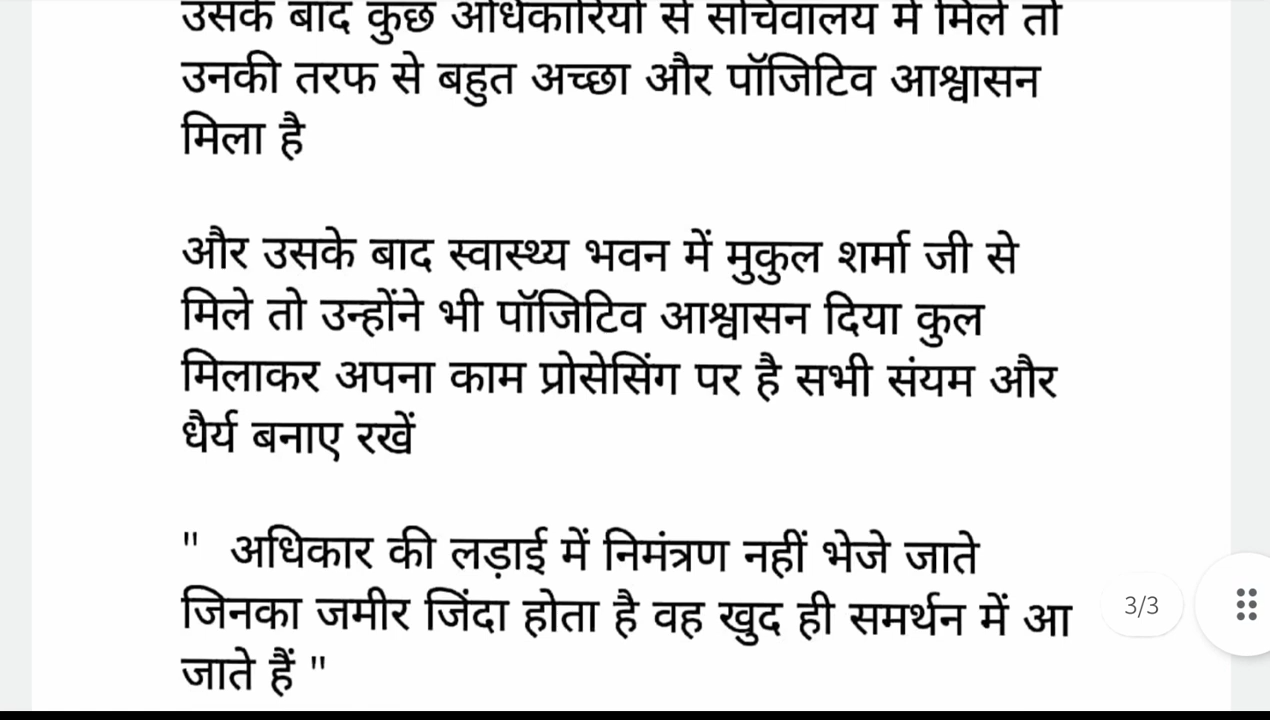 उसके बाद कुछ अधिकारियों से सचिवालय में मिले तो
उनकी तरफ से बहुत अच्छा और पॉजिटिव आश्वासन
मिला है
और उसके बाद स्वास्थ्य भवन में मुकुल शर्मा जी से
मिले तो उन्होंने भी पॉजिटिव आश्वासन दिया कुल
मिलाकर अपना काम प्रोसेसिंग पर है सभी संयम और
धैर्य बनाए रखें
" अधिकार की लड़ाई में निमंत्रण नहीं भेजे जाते
जिनका जमीर जिंदा होता है वह खुद ही समर्थन में आ
जाते हैं "
3/3